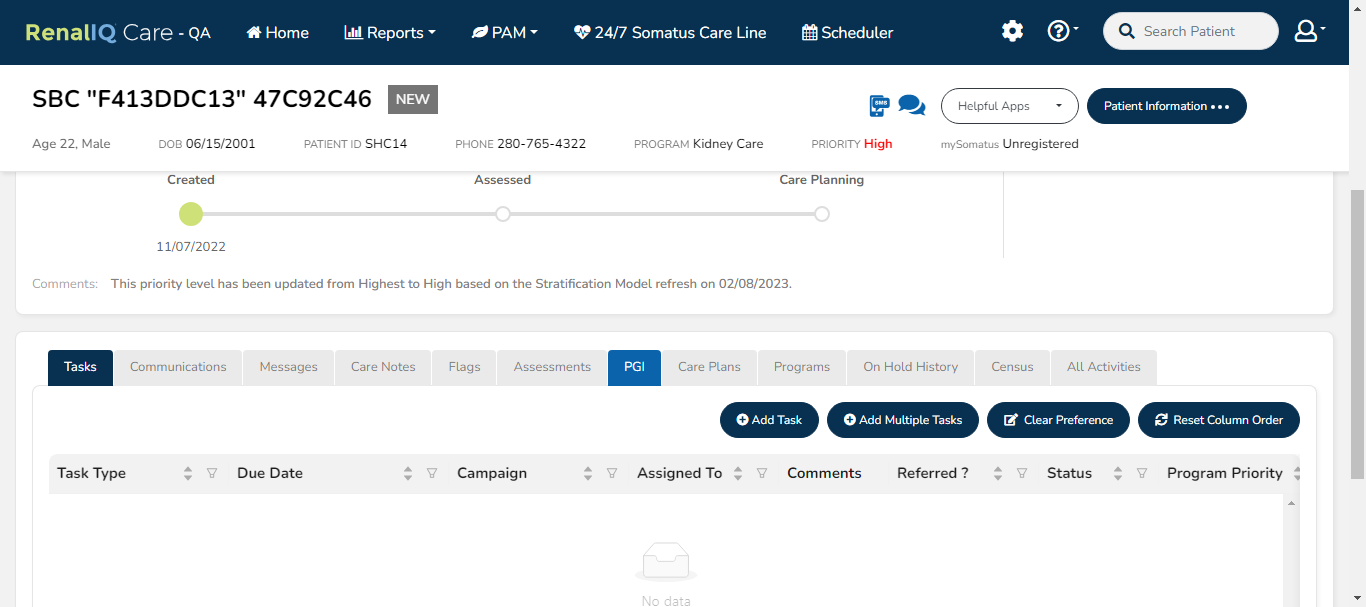 RenalIQ Care - QA Home Reports PAM 24/7 Somatus Care Line Scheduler Search Patient
SBC "F413DDC13" 47C92C46 NEW
SMS Helpful Apps Patient Information
Age 22, Male DOB 06/15/2001 PATIENT ID SHC14 PHONE 280-765-4322 PROGRAM Kidney Care PRIORITY High mySomatus Unregistered
Created Assessed Care Planning
11/07/2022
Comments: This priority level has been updated from Highest to High based on the Stratification Model refresh on 02/08/2023.
Tasks Communications Messages Care Notes Flags Assessments PGI Care Plans Programs On Hold History Census All Activities
Add Task Add Multiple Tasks Clear Preference Reset Column Order
Task Type Due Date Campaign Assigned To Comments Referred ? Status Program Priority
No data